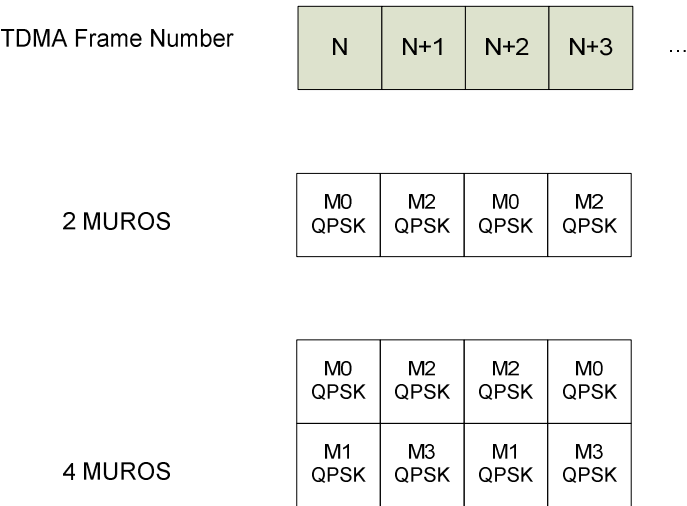 TDMA Frame Number
N N+1 N+2 N+3 ...
2 MUROS
M0 M2 M0 M2
QPSK QPSK QPSK QPSK
M0 M2 M2 M0
QPSK QPSK QPSK QPSK
4 MUROS
M1 M3 M1 M3
QPSK QPSK QPSK QPSK